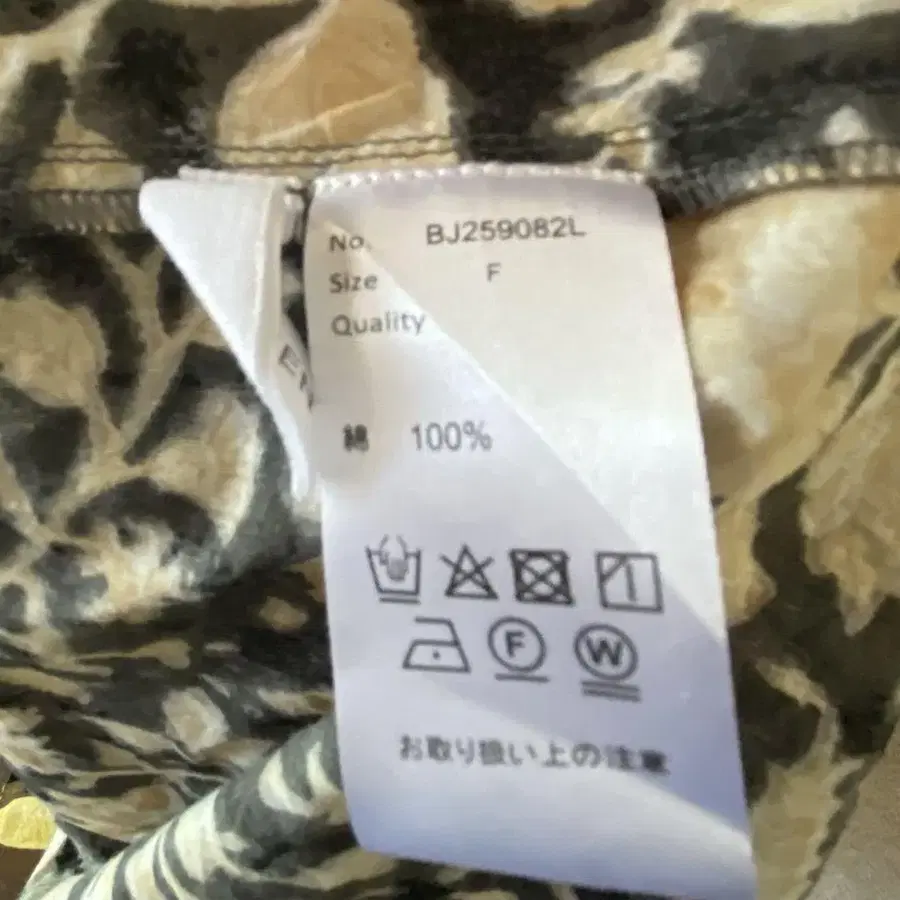 No. BJ259082L
Size F
Quality
綿 100%
F W
お取り扱い上の注意